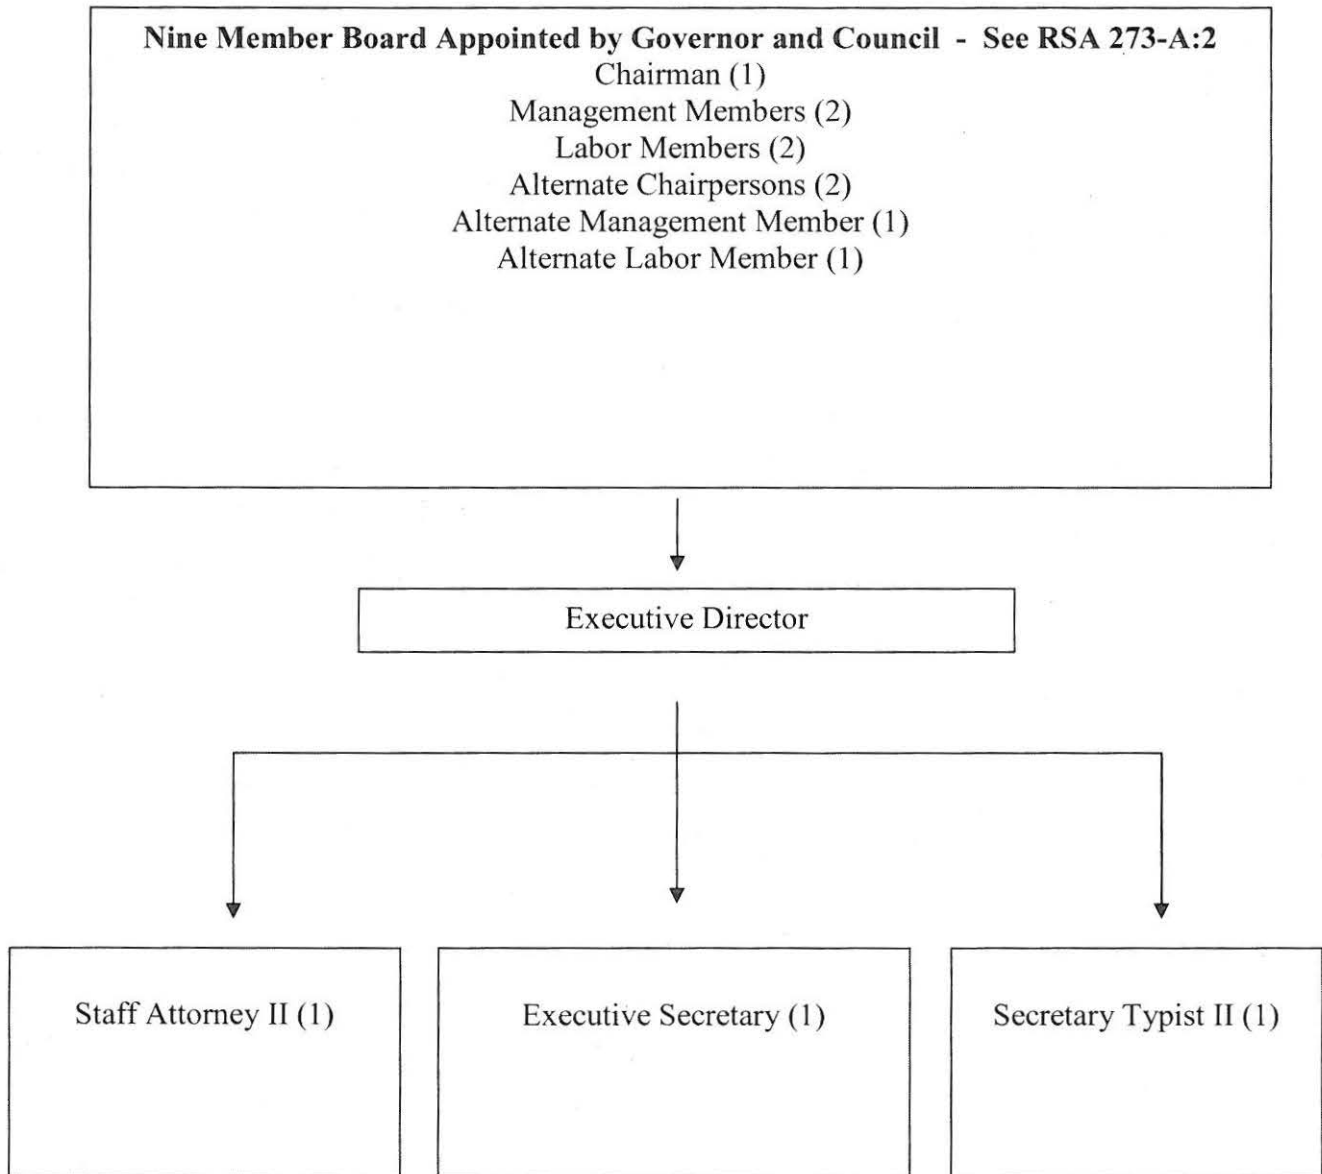 Nine Member Board Appointed by Governor and Council - See RSA 273-A:2
Chairman (1)
Management Members (2)
Labor Members (2)
Alternate Chairpersons (2)
Alternate Management Member (1)
Alternate Labor Member (1)
Executive Director
Staff Attorney II (1)
Executive Secretary (1)
Secretary Typist II (1)